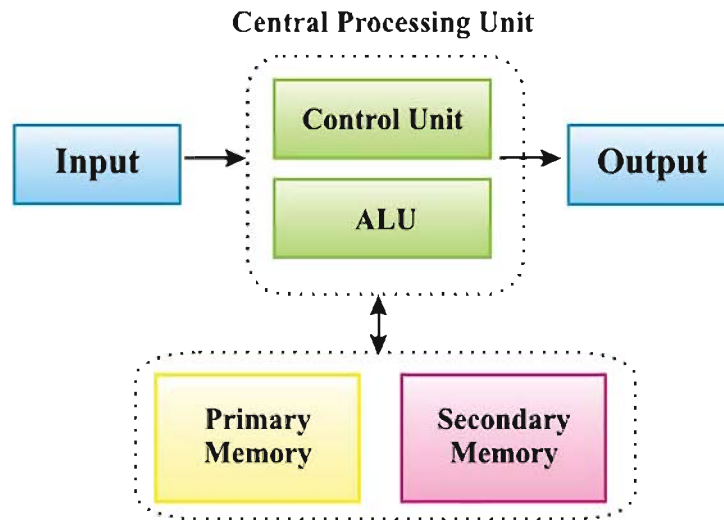 Central Processing Unit
Control Unit
Input
Output
ALU
Primary
Memory
Secondary
Memory